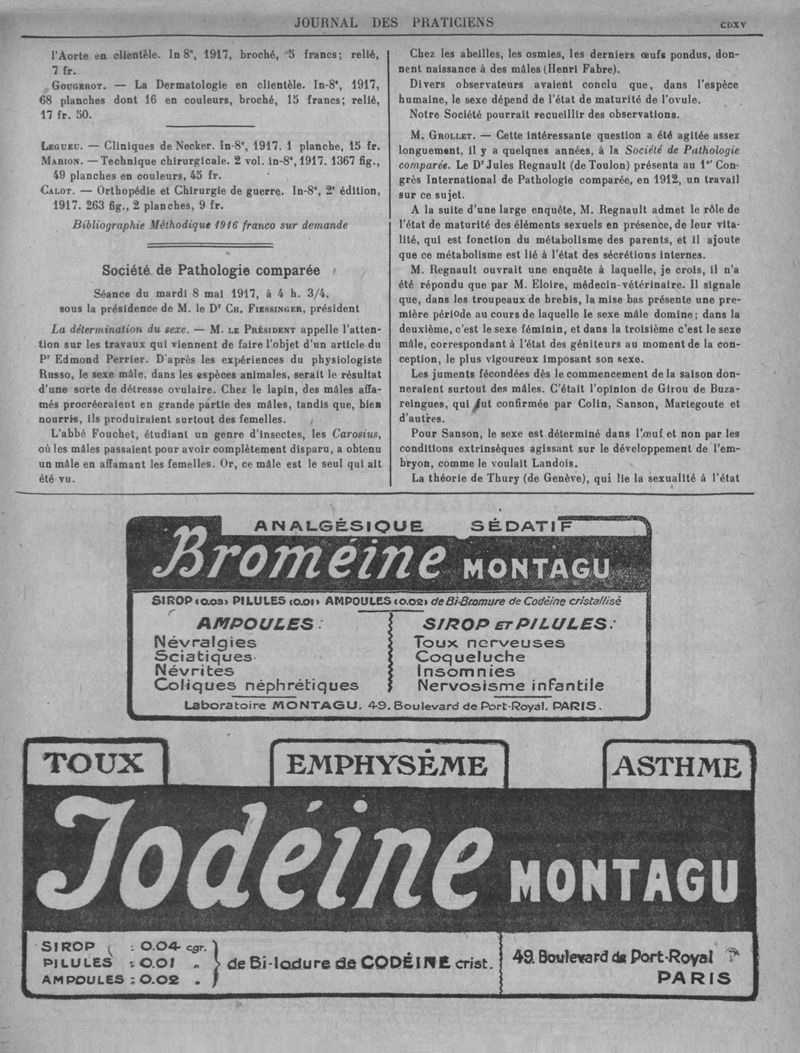 JOURNAL DES PRATICIENS
CDXV
l'Aorte en clientèle. In 8°, 1917, broché, 5 francs; relié,
7 fr.
GOUGEROT. — La Dermatologie en clientèle. In-8°, 1917,
68 planches dont 16 en couleurs, broché, 15 francs; relié,
17 fr. 50.
LEGUEU. — Cliniques de Necker. In-8°, 1917. 1 planche, 15 fr.
MARION. — Technique chirurgicale. 2 vol. in-8°, 1917. 1367 fig.,
49 planches en couleurs, 45 fr.
CALOT. — Orthopédie et Chirurgie de guerre. In-8°, 2° édition,
1917. 263 fig., 2 planches, 9 fr.
Bibliographie Méthodique 1916 franco sur demande
Société de Pathologie comparée
Séance du mardi 8 mai 1917, à 4 h. 3/4,
sous la présidence de M. le Dr CH. FIESSINGER, président
La détermination du sexe. — M. LE PRÉSIDENT appelle l'atten-
tion sur les travaux qui viennent de faire l'objet d'un article du
Pr Edmond Perrier. D'après les expériences du physiologiste
Russo, le sexe mâle, dans les espèces animales, serait le résultat
d'une sorte de détresse ovulaire. Chez le lapin, des mâles affa-
més procréeraient en grande partie des mâles, tandis que, bien
nourris, ils produiraient surtout des femelles.
L'abbé Fouchet, étudiant un genre d'insectes, les Carosius,
où les mâles passaient pour avoir complètement disparu, a obtenu
un mâle en affamant les femelles. Or, ce mâle est le seul qui ait
été vu.
Chez les abeilles, les osmies, les derniers œufs pondus, don-
nent naissance à des mâles (Henri Fabre).
Divers observateurs avaient conclu que, dans l'espèce
humaine, le sexe dépend de l'état de maturité de l'ovule.
Notre Société pourrait recueillir des observations.
M. GROLLET. — Cette intéressante question a été agitée assez
longuement, il y a quelques années, à la Société de Pathologie
comparée. Le Dr Jules Regnault (de Toulon) présenta au 1er Con-
grès International de Pathologie comparée, en 1912, un travail
sur ce sujet.
A la suite d'une large enquête, M. Regnault admet le rôle de
l'état de maturité des éléments sexuels en présence, de leur vita-
lité, qui est fonction du métabolisme des parents, et il ajoute
que ce métabolisme est lié à l'état des sécrétions internes.
M. Regnault ouvrait une enquête à laquelle, je crois, il n'a
été répondu que par M. Eloire, médecin-vétérinaire. Il signale
que, dans les troupeaux de brebis, la mise bas présente une pre-
mière période au cours de laquelle le sexe mâle domine; dans la
deuxième, c'est le sexe féminin, et dans la troisième c'est le sexe
mâle, correspondant à l'état des géniteurs au moment de la con-
ception, le plus vigoureux imposant son sexe.
Les juments fécondées dès le commencement de la saison don-
neraient surtout des mâles. C'était l'opinion de Girou de Buza-
reingues, qui fut confirmée par Colin, Sanson, Martegoute et
d'autres.
Pour Sanson, le sexe est déterminé dans l'œuf et non par les
conditions extrinsèques agissant sur le développement de l'em-
bryon, comme le voulait Landois.
La théorie de Thury (de Genève), qui lie la sexualité à l'état
ANALGÉSIQUE SÉDATIF
Broméine MONTAGU
SIROP (0.03) PILULES (0.01) AMPOULES (0.02) de Bi-Bromure de Codéine cristallisé
AMPOULES:
Névralgies
Sciatiques
Névrites
Coliques néphrétiques
SIROP ET PILULES:
Toux nerveuses
Coqueluche
Insomnies
Nervosisme infantile
Laboratoire MONTAGU. 49. Boulevard de Port-Royal. PARIS.
TOUX
EMPHYSÈME
ASTHME
Iodéine MONTAGU
SIROP : 0.04 cgr.
PILULES : 0.01 "
AMPOULES : 0.02 "
de Bi-Iodure de CODÉINE crist.
49. Boulevard de Port-Royal
PARIS